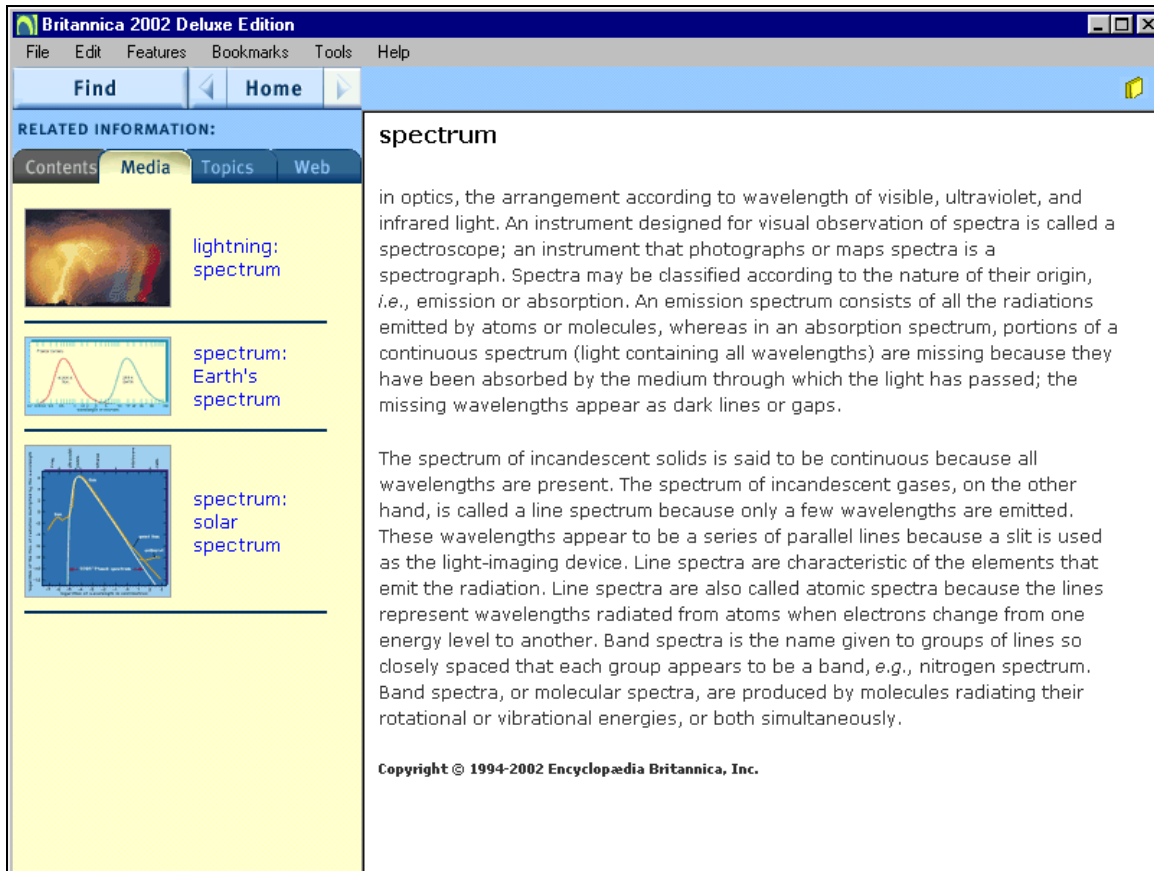 Britannica 2002 Deluxe Edition
File Edit Features Bookmarks Tools Help
Find Home
RELATED INFORMATION:
Contents Media Topics Web
lightning:
spectrum
spectrum:
Earth's
spectrum
spectrum:
solar
spectrum
spectrum
in optics, the arrangement according to wavelength of visible, ultraviolet, and
infrared light. An instrument designed for visual observation of spectra is called a
spectroscope; an instrument that photographs or maps spectra is a
spectrograph. Spectra may be classified according to the nature of their origin,
i.e., emission or absorption. An emission spectrum consists of all the radiations
emitted by atoms or molecules, whereas in an absorption spectrum, portions of a
continuous spectrum (light containing all wavelengths) are missing because they
have been absorbed by the medium through which the light has passed; the
missing wavelengths appear as dark lines or gaps.
The spectrum of incandescent solids is said to be continuous because all
wavelengths are present. The spectrum of incandescent gases, on the other
hand, is called a line spectrum because only a few wavelengths are emitted.
These wavelengths appear to be a series of parallel lines because a slit is used
as the light-imaging device. Line spectra are characteristic of the elements that
emit the radiation. Line spectra are also called atomic spectra because the lines
represent wavelengths radiated from atoms when electrons change from one
energy level to another. Band spectra is the name given to groups of lines so
closely spaced that each group appears to be a band, e.g., nitrogen spectrum.
Band spectra, or molecular spectra, are produced by molecules radiating their
rotational or vibrational energies, or both simultaneously.
Copyright © 1994-2002 Encyclopædia Britannica, Inc.